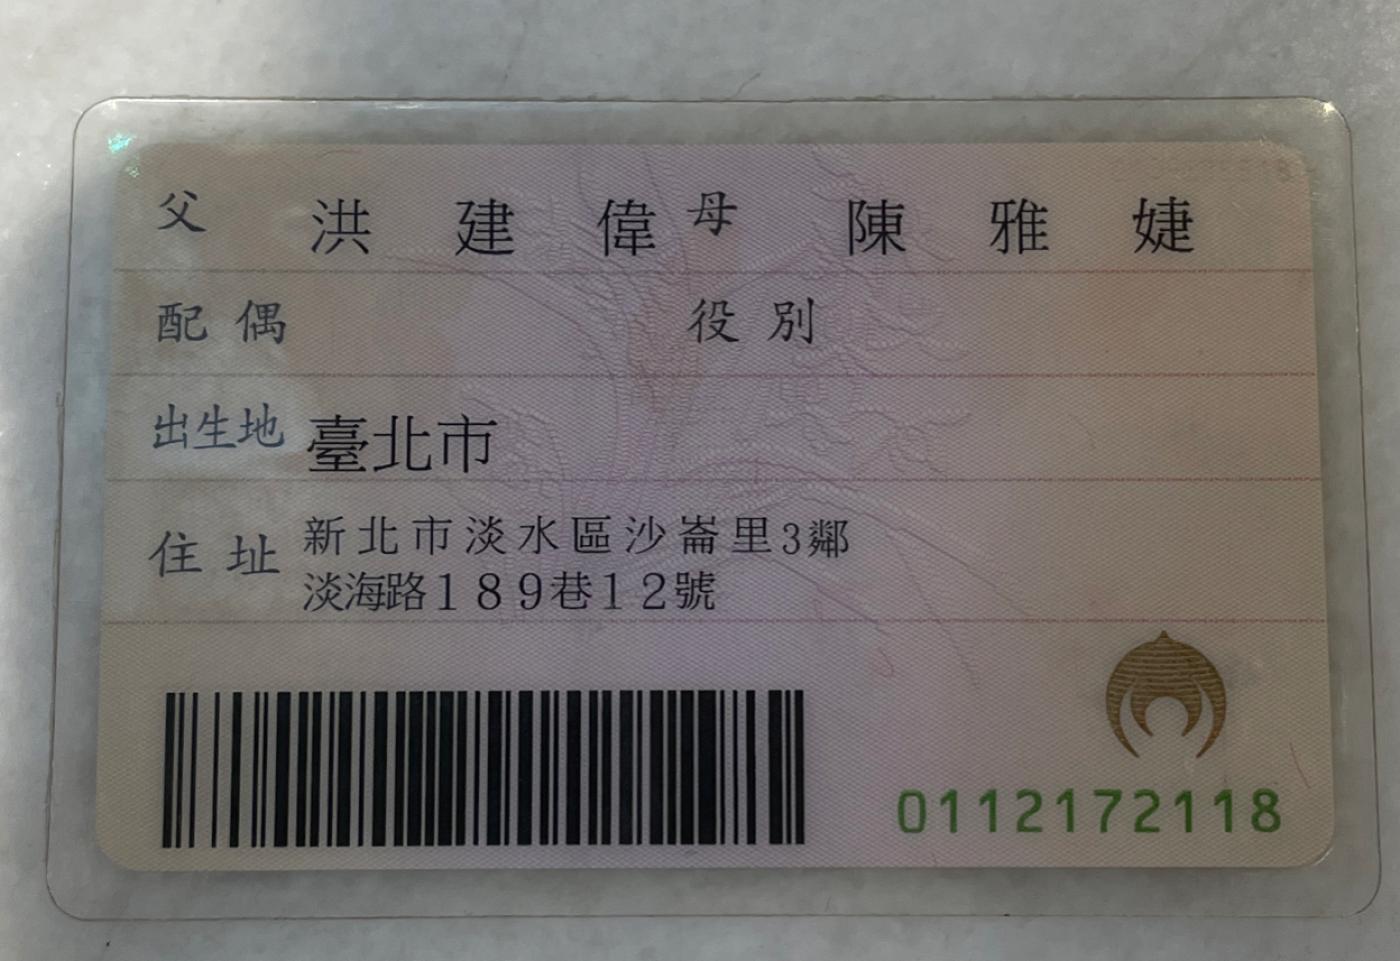 父 洪建偉 母 陳雅婕
配偶 役別
出生地 臺北市
住址 新北市淡水區沙崙里3鄰
淡海路189巷12號
0112172118